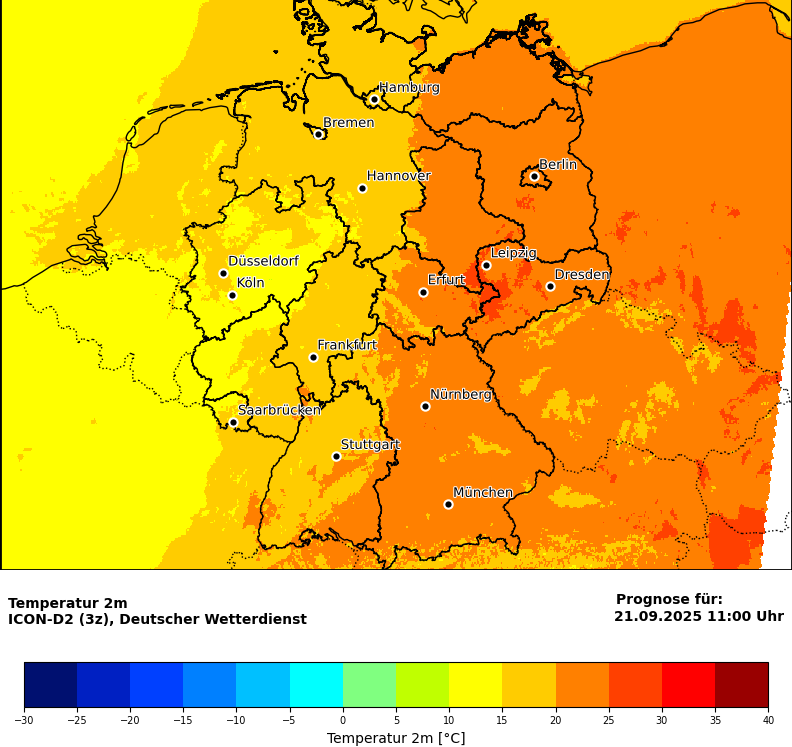 Hamburg
Bremen
Berlin
Hannover
Leipzig
Düsseldorf
Dresden
Köln
Erfurt
Frankfurt
Nürnberg
Saarbrücken
Stuttgart
München
Temperatur 2m
ICON-D2 (3z), Deutscher Wetterdienst
Prognose für:
21.09.2025 11:00 Uhr
−30 −25 −20 −15 −10 −5 0 5 10 15 20 25 30 35 40
Temperatur 2m [°C]